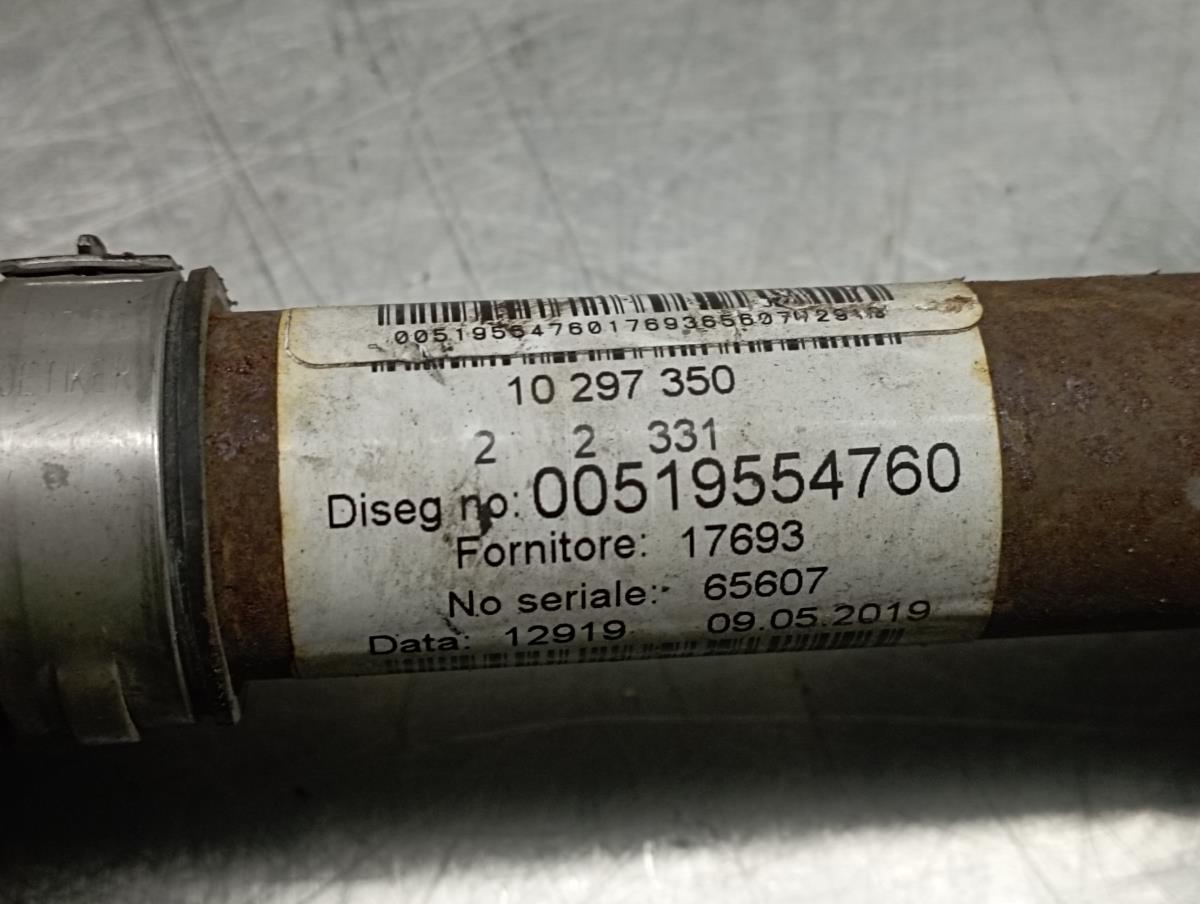 10 297 350
2 2 331
Diseg no: 00519554760
Fornitore: 17693
No seriale: 65607
Data: 12919 09.05.2019